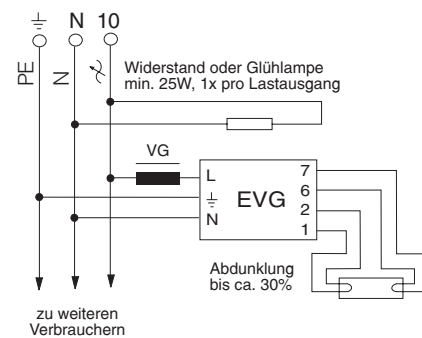 N 10
PE
N
Widerstand oder Glühlampe
min. 25W, 1x pro Lastausgang
VG
L
N
EVG
7
6
2
1
Abdunklung
bis ca. 30%
zu weiteren
Verbrauchern